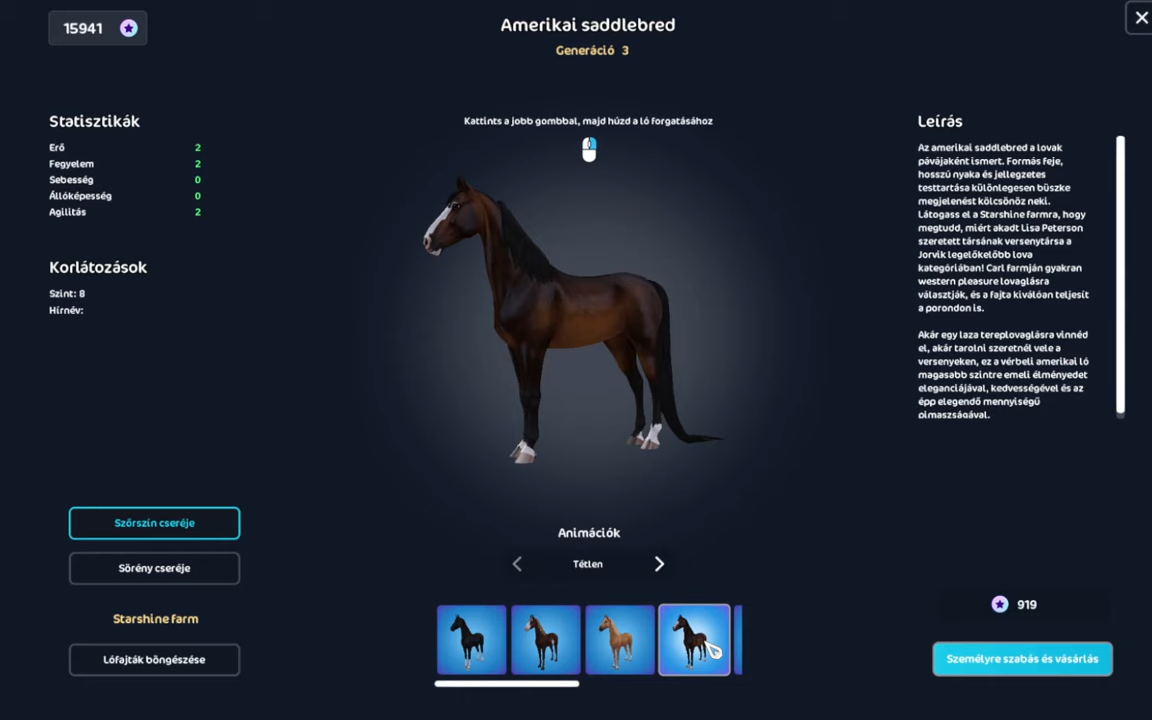 15941
Amerikai saddlebred
Generáció 3
Statisztikák
Erő 2
Fegyelem 2
Sebesség 0
Állóképesség 0
Agilitás 2
Korlátozások
Szint: 8
Hírnév:
Kattints a jobb gombbal, majd húzd a ló forgatásához
Leírás
Az amerikai saddlebred a lovak
pávájaként ismert. Formás feje,
hosszú nyaka és jellegzetes
testtartása különlegesen büszke
megjelenést kölcsönöz neki.
Látogass el a Starshine farmra, hogy
megtudd, miért akadt Lisa Peterson
szeretett társának versenytársa a
Jorvik legelőkelőbb lova
kategóriában! Carl farmján gyakran
western pleasure lovaglásra
választják, és a fajta kiválóan teljesít
a porondon is.
Akár egy laza tereplovaglásra vinnéd
el, akár tarolni szeretnél vele a
versenyeken, ez a vérbeli amerikai ló
magasabb szintre emeli élményedet
eleganciájával, kedvességével és az
épp elegendő mennyiségű
pimaszságával.
Szőrszín cseréje
Sörény cseréje
Starshine farm
Lófajták böngészése
Animációk
Tétlen
919
Személyre szabás és vásárlás